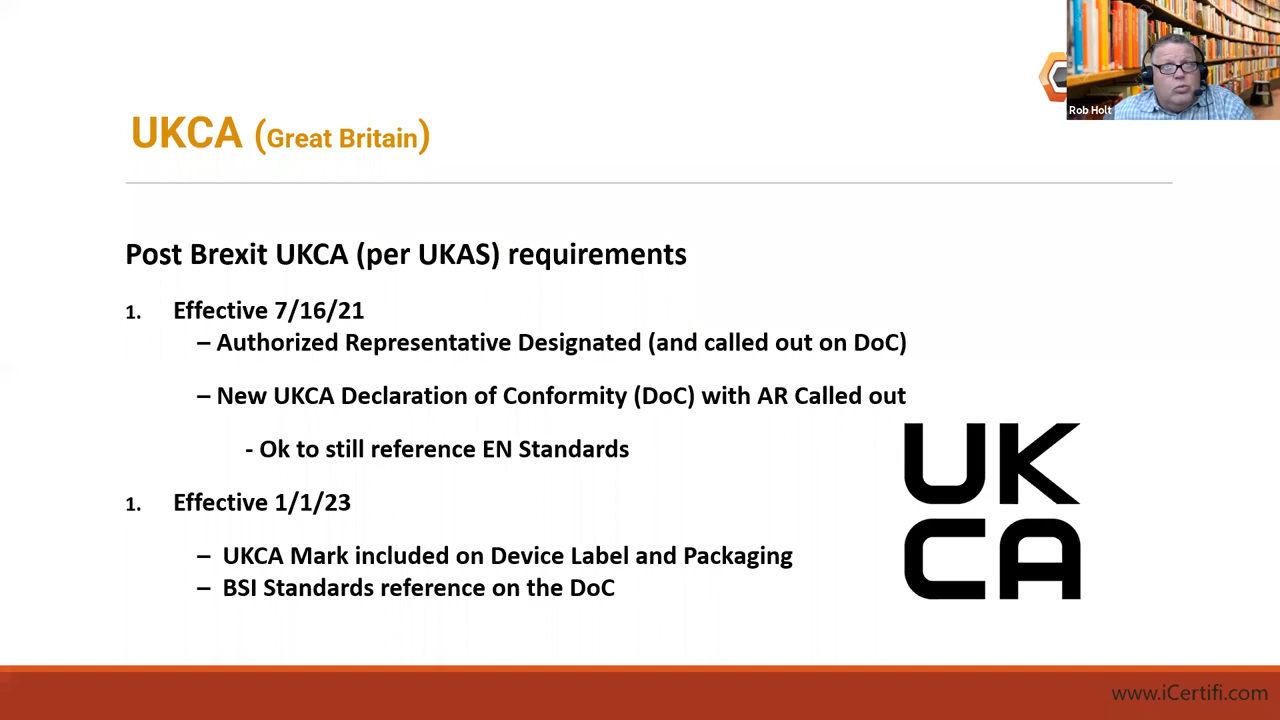 Rob Holt
UKCA (Great Britain)
Post Brexit UKCA (per UKAS) requirements
1. Effective 7/16/21
– Authorized Representative Designated (and called out on DoC)
– New UKCA Declaration of Conformity (DoC) with AR Called out
- Ok to still reference EN Standards
1. Effective 1/1/23
– UKCA Mark included on Device Label and Packaging
– BSI Standards reference on the DoC
UK
CA
www.iCertifi.com